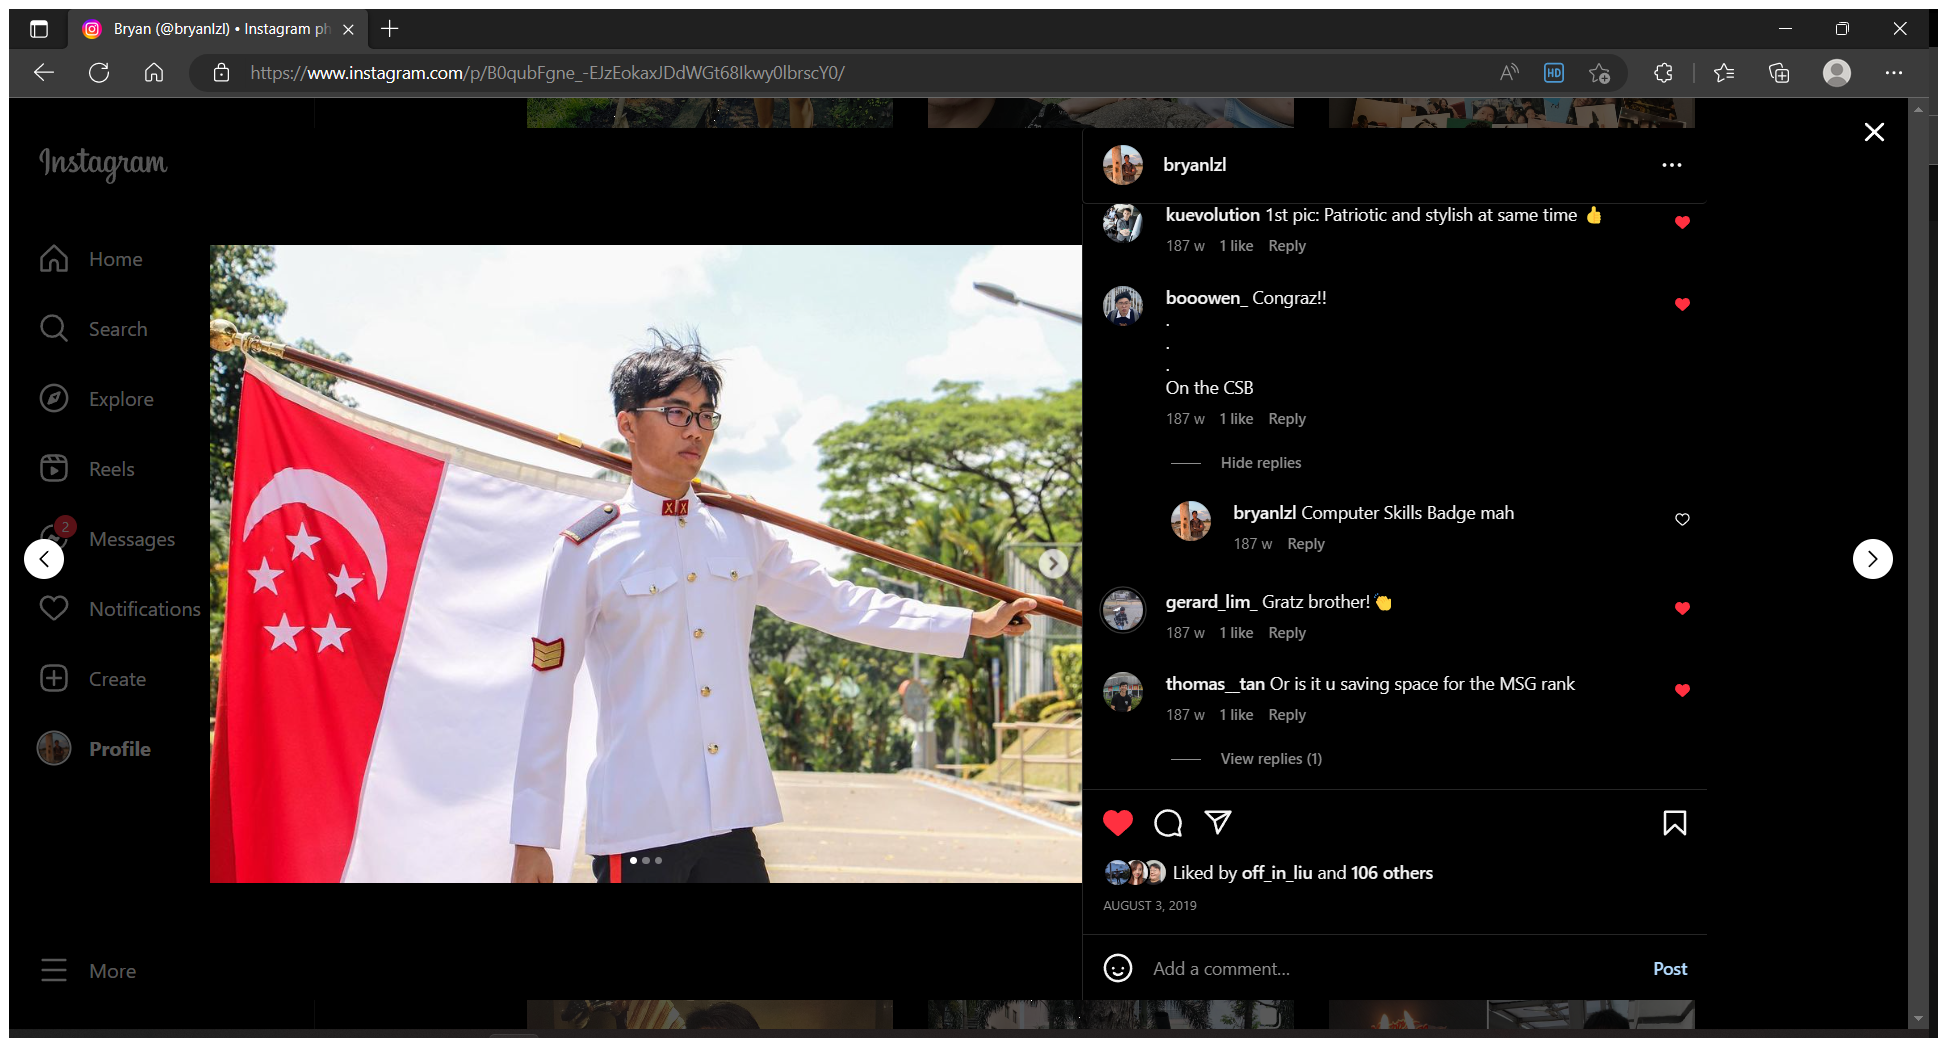 Bryan (@bryanlzl) • Instagram ph
https://www.instagram.com/p/B0qubFgne_-EJzEokaxJDdWGt68Ikwy0lbrscY0/
HD
Instagram
Home
Search
Explore
Reels
2
Messages
Notifications
Create
Profile
More
bryanlzl
kuevolution 1st pic: Patriotic and stylish at same time 👍
187 w 1 like Reply
booowen_ Congraz!!
.
.
.
On the CSB
187 w 1 like Reply
Hide replies
bryanlzl Computer Skills Badge mah
187 w Reply
gerard_lim_ Gratz brother! 👏
187 w 1 like Reply
thomas__tan Or is it u saving space for the MSG rank
187 w 1 like Reply
View replies (1)
Liked by off_in_liu and 106 others
AUGUST 3, 2019
Add a comment...
Post